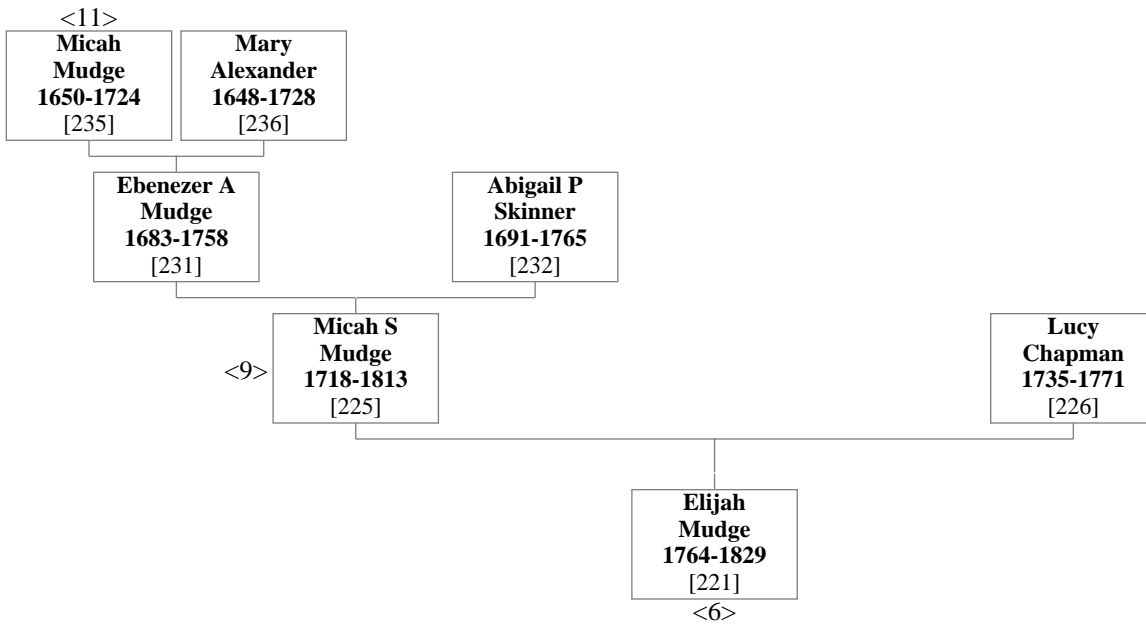 <11>
Micah
Mudge
1650-1724
[235]
Mary
Alexander
1648-1728
[236]
Ebenezer A
Mudge
1683-1758
[231]
Abigail P
Skinner
1691-1765
[232]
<9>
Micah S
Mudge
1718-1813
[225]
Lucy
Chapman
1735-1771
[226]
Elijah
Mudge
1764-1829
[221]
<6>